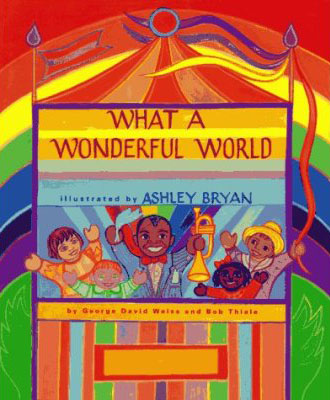 WHAT A
WONDERFUL WORLD
illustrated by ASHLEY BRYAN
by George David Weiss and Bob Thiele